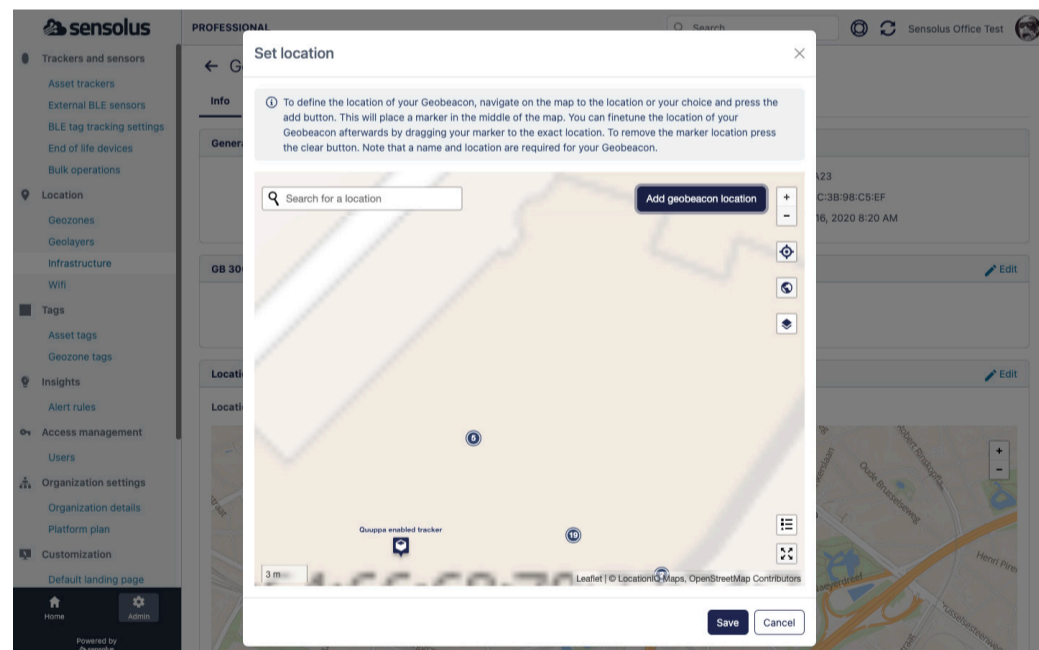 sensolus
PROFESSIONAL
Search
Sensolus Office Test
Trackers and sensors
Asset trackers
External BLE sensors
BLE tag tracking settings
End of life devices
Bulk operations
Location
Geozones
Geolayers
Infrastructure
Wifi
Tags
Asset tags
Geozone tags
Insights
Alert rules
Access management
Users
Organization settings
Organization details
Platform plan
Customization
Default landing page
Home
Admin
Powered by
Info
Set location
To define the location of your Geobeacon, navigate on the map to the location or your choice and press the
add button. This will place a marker in the middle of the map. You can finetune the location of your
Geobeacon afterwards by dragging your marker to the exact location. To remove the marker location press
the clear button. Note that a name and location are required for your Geobeacon.
Search for a location
Add geobeacon location
+
-
5
Quuppa enabled tracker
19
3 m
Leaflet | © LocationIQ Maps, OpenStreetMap Contributors
Save
Cancel
C:3B:98:C5:EF
16, 2020 8:20 AM
GB 30
Edit
Edit
+
-
Oude Brusselseweg